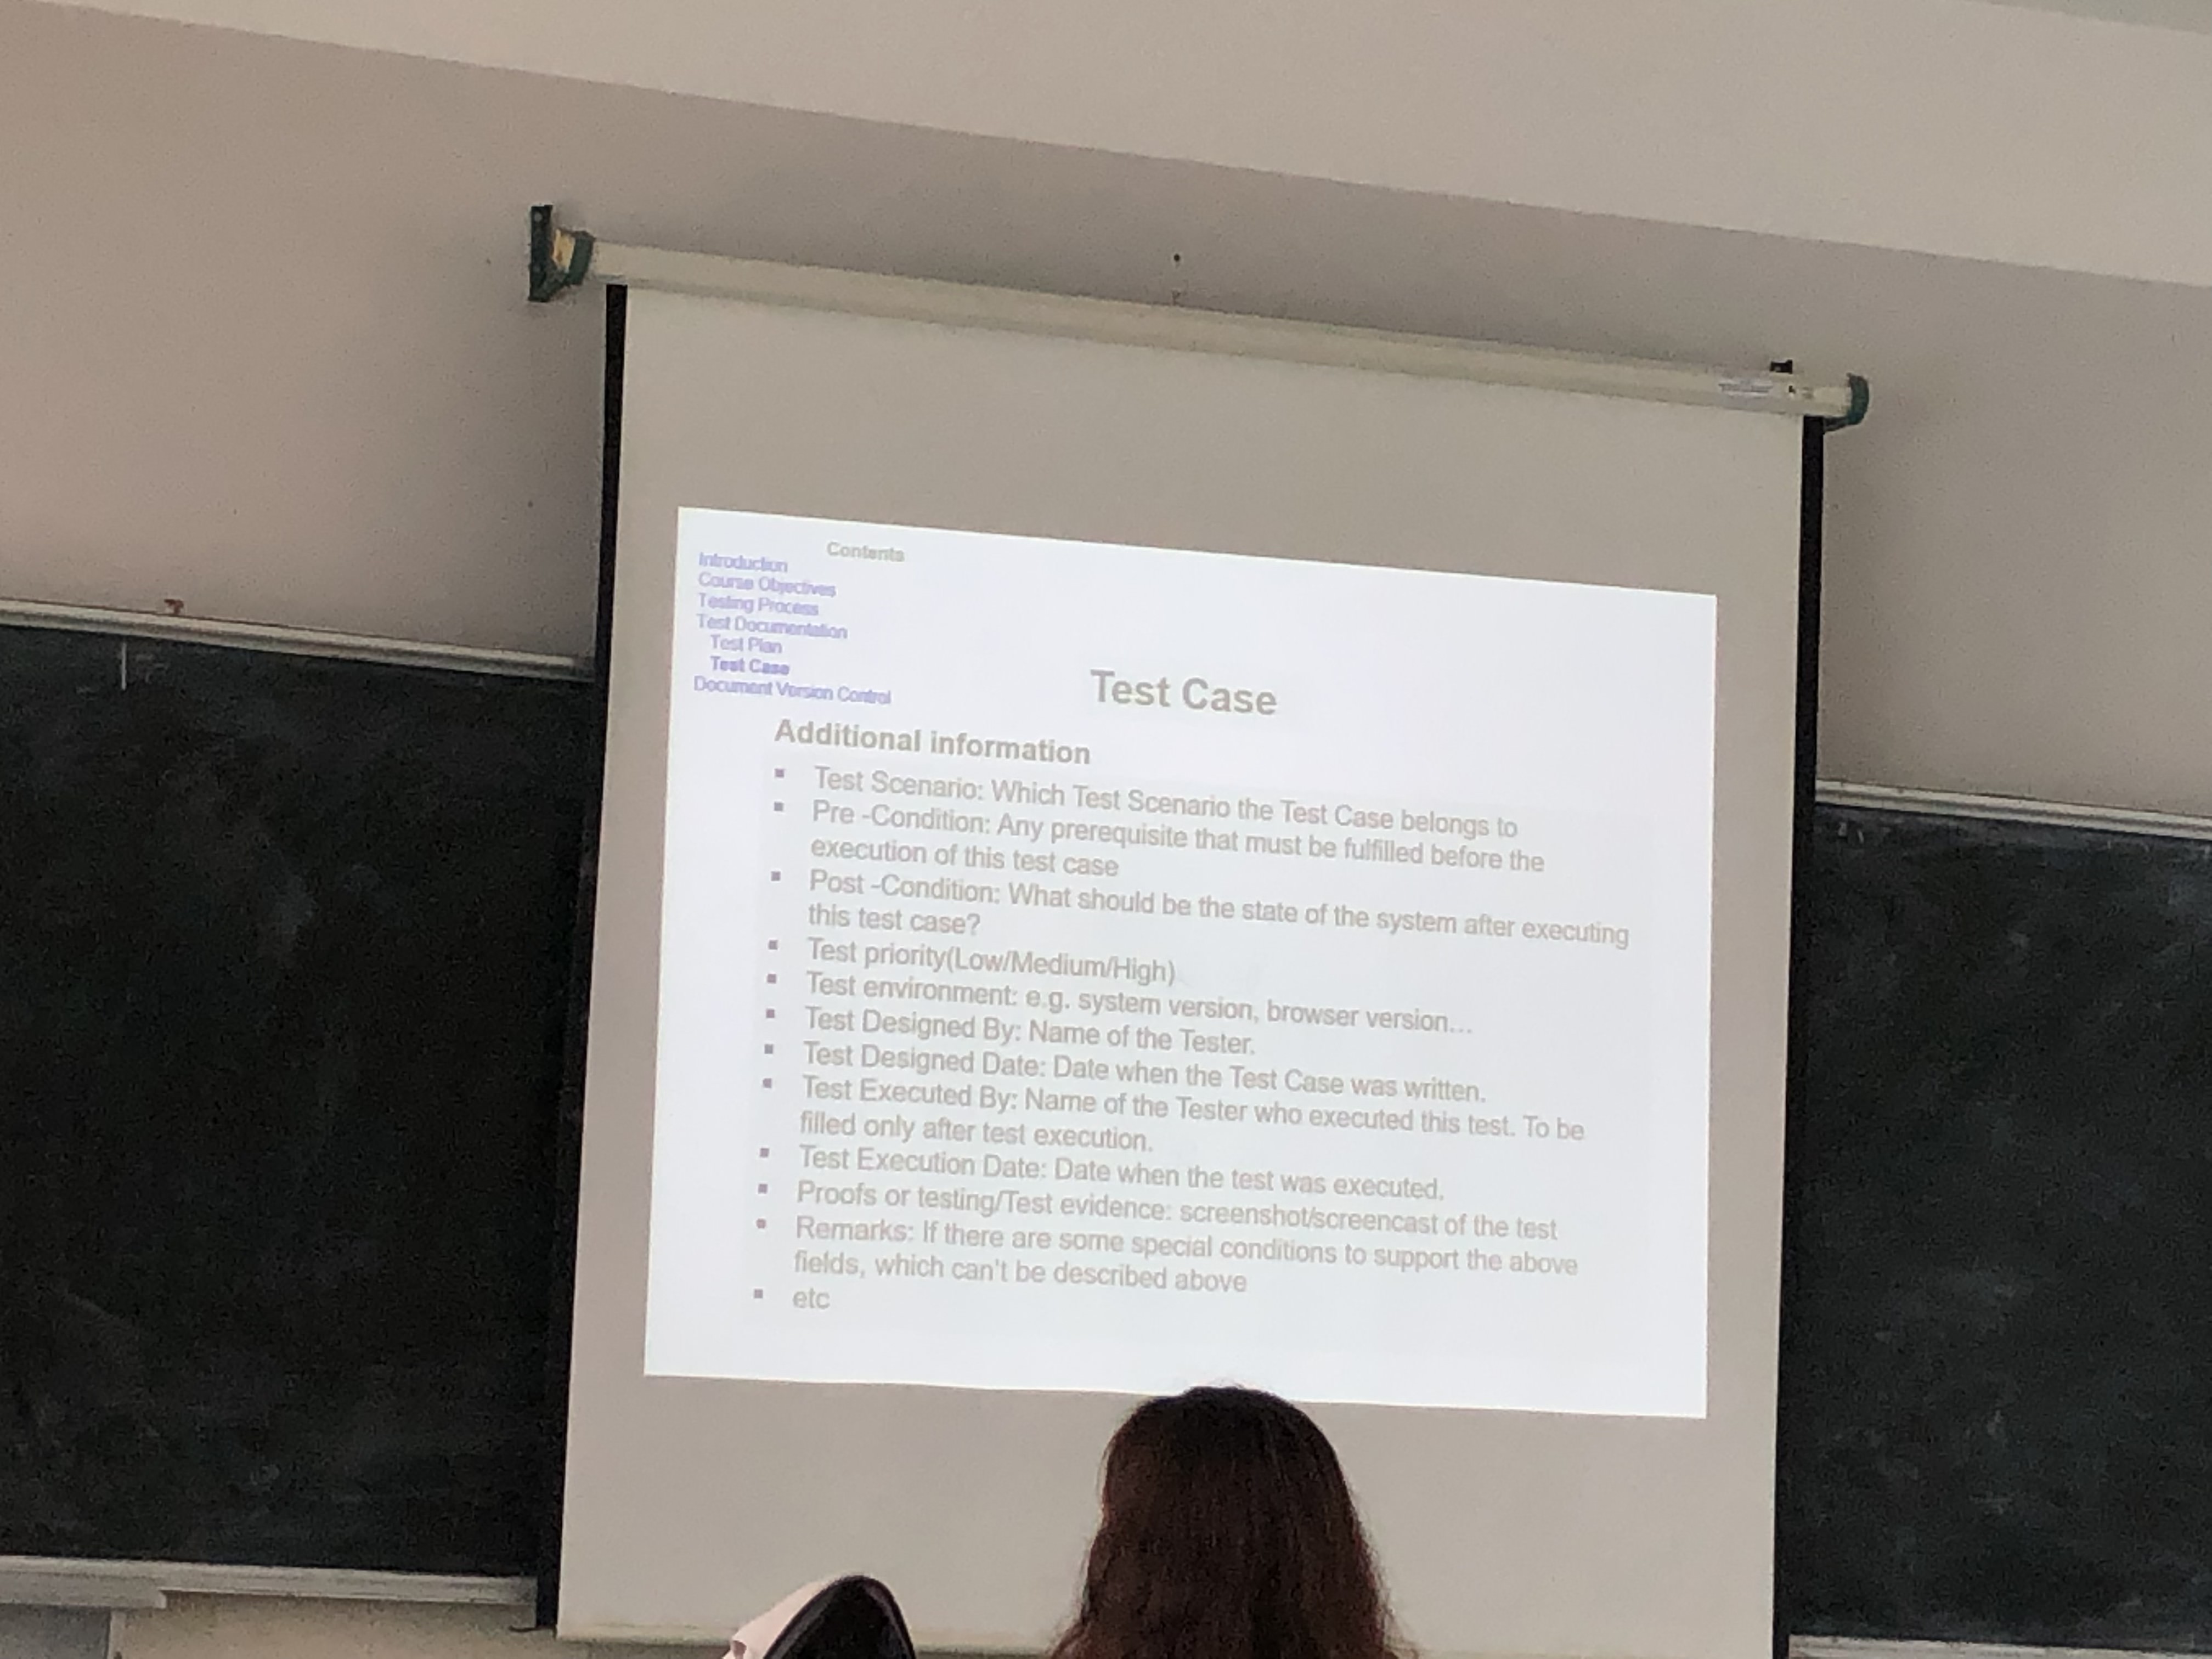 Contents
Introduction
Course Objectives
Testing Process
Test Documentation
Test Plan
Test Case
Document Version Control
Test Case
Additional information
▪ Test Scenario: Which Test Scenario the Test Case belongs to
▪ Pre -Condition: Any prerequisite that must be fulfilled before the
execution of this test case
▪ Post -Condition: What should be the state of the system after executing
this test case?
▪ Test priority(Low/Medium/High)
▪ Test environment: e.g. system version, browser version...
▪ Test Designed By: Name of the Tester.
▪ Test Designed Date: Date when the Test Case was written.
▪ Test Executed By: Name of the Tester who executed this test. To be
filled only after test execution.
▪ Test Execution Date: Date when the test was executed.
▪ Proofs or testing/Test evidence: screenshot/screencast of the test
▪ Remarks: If there are some special conditions to support the above
fields, which can't be described above
▪ etc